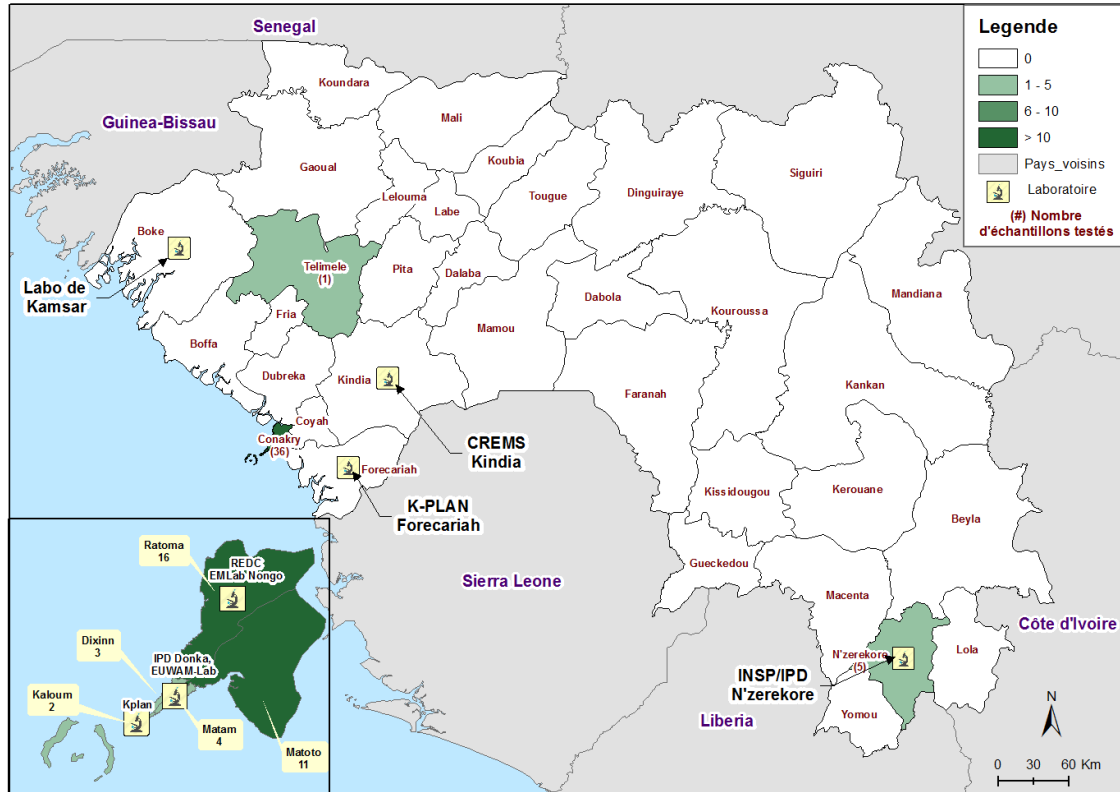 Senegal
Guinea-Bissau
Koundara
Mali
Gaoual
Koubia
Lelouma
Labe
Tougue
Dinguiraye
Siguiri
Boke
Labo de
Kamsar
Telimele
(1)
Pita
Dalaba
Fria
Boffa
Dubreka
Kindia
Mamou
Dabola
Kouroussa
Mandiana
Coyah
Conakry
(36)
Forecariah
CREMS
Kindia
K-PLAN
Forecariah
Faranah
Kankan
Kissidougou
Kerouane
Beyla
Gueckedou
Macenta
Sierra Leone
N'zerekore
(5)
Lola
Yomou
INSP/IPD
N'zerekore
Liberia
Côte d'Ivoire
Legende
0
1 - 5
6 - 10
> 10
Pays_voisins
Laboratoire
(#) Nombre
d'échantillons testés
Ratoma
16
REDC
EMLab Nongo
Dixinn
3
IPD Donka,
EUWAM-Lab
Kaloum
2
Kplan
Matam
4
Matoto
11
N
0 30 60 Km